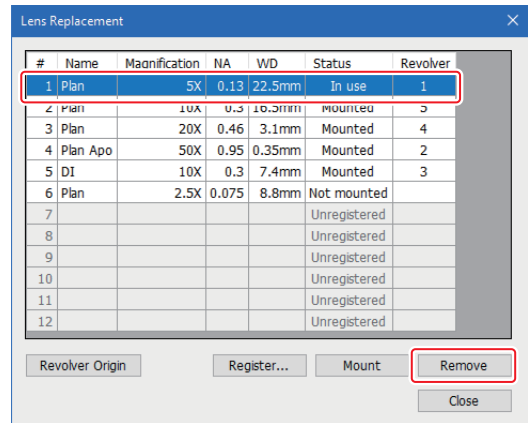 Lens Replacement
# Name Magnification NA WD Status Revolver
1 Plan 5X 0.13 22.5mm In use 1
2 Plan 10X 0.3 16.5mm Mounted 5
3 Plan 20X 0.46 3.1mm Mounted 4
4 Plan Apo 50X 0.95 0.35mm Mounted 2
5 DI 10X 0.3 7.4mm Mounted 3
6 Plan 2.5X 0.075 8.8mm Not mounted
7 Unregistered
8 Unregistered
9 Unregistered
10 Unregistered
11 Unregistered
12 Unregistered
Revolver Origin Register... Mount Remove
Close